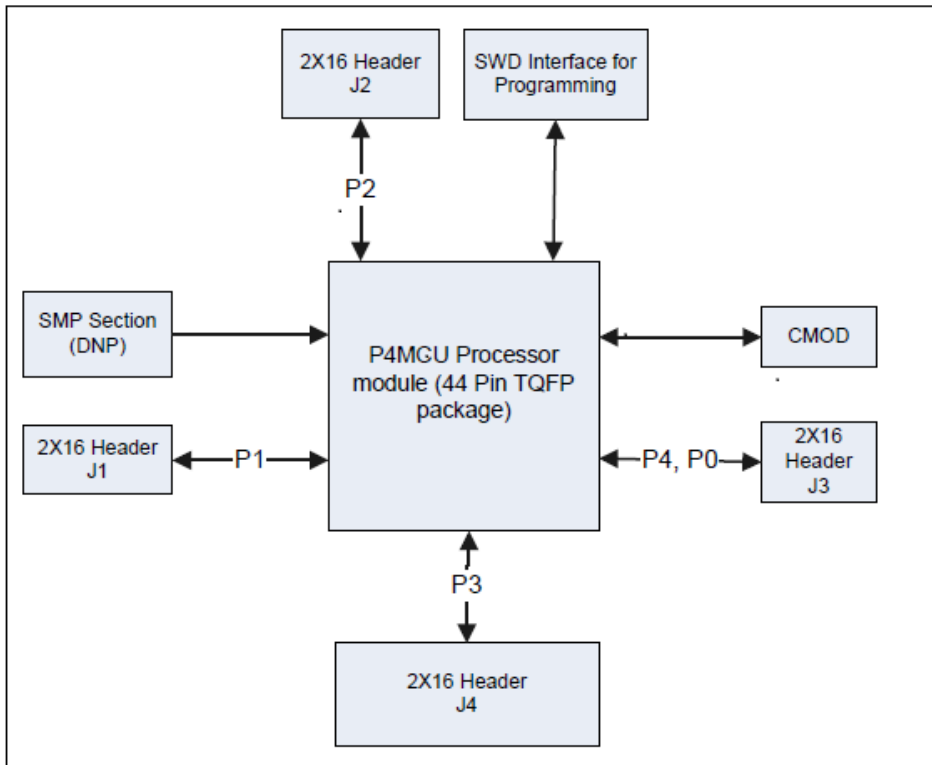 2X16 Header
J2
SWD Interface for
Programming
P2
SMP Section
(DNP)
P4MGU Processor
module (44 Pin TQFP
package)
CMOD
2X16 Header
J1
P1
P4, P0
2X16
Header
J3
P3
2X16 Header
J4